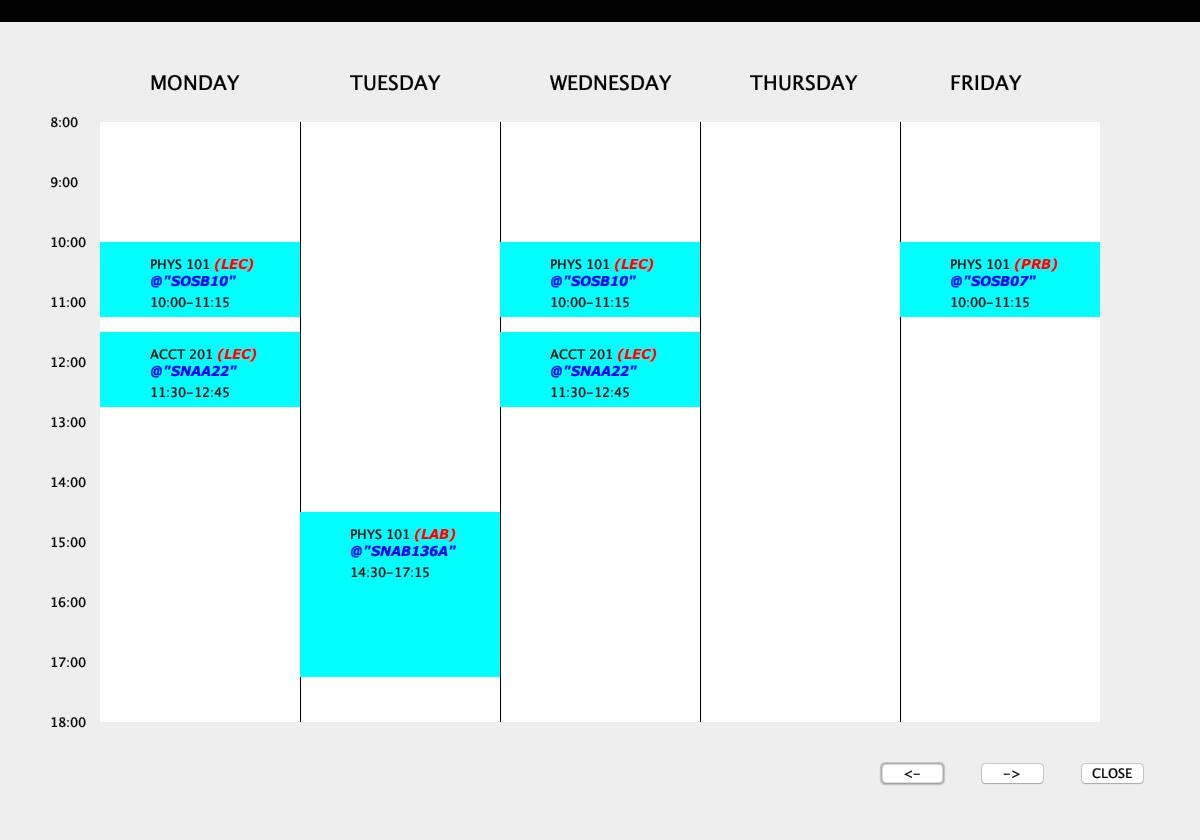 MONDAY TUESDAY WEDNESDAY THURSDAY FRIDAY
8:00
9:00
10:00
PHYS 101 (LEC)
@"SOSB10"
10:00-11:15
PHYS 101 (LEC)
@"SOSB10"
10:00-11:15
PHYS 101 (PRB)
@"SOSB07"
10:00-11:15
11:00
ACCT 201 (LEC)
@"SNAA22"
11:30-12:45
ACCT 201 (LEC)
@"SNAA22"
11:30-12:45
12:00
13:00
14:00
PHYS 101 (LAB)
@"SNAB136A"
14:30-17:15
15:00
16:00
17:00
18:00
<- -> CLOSE